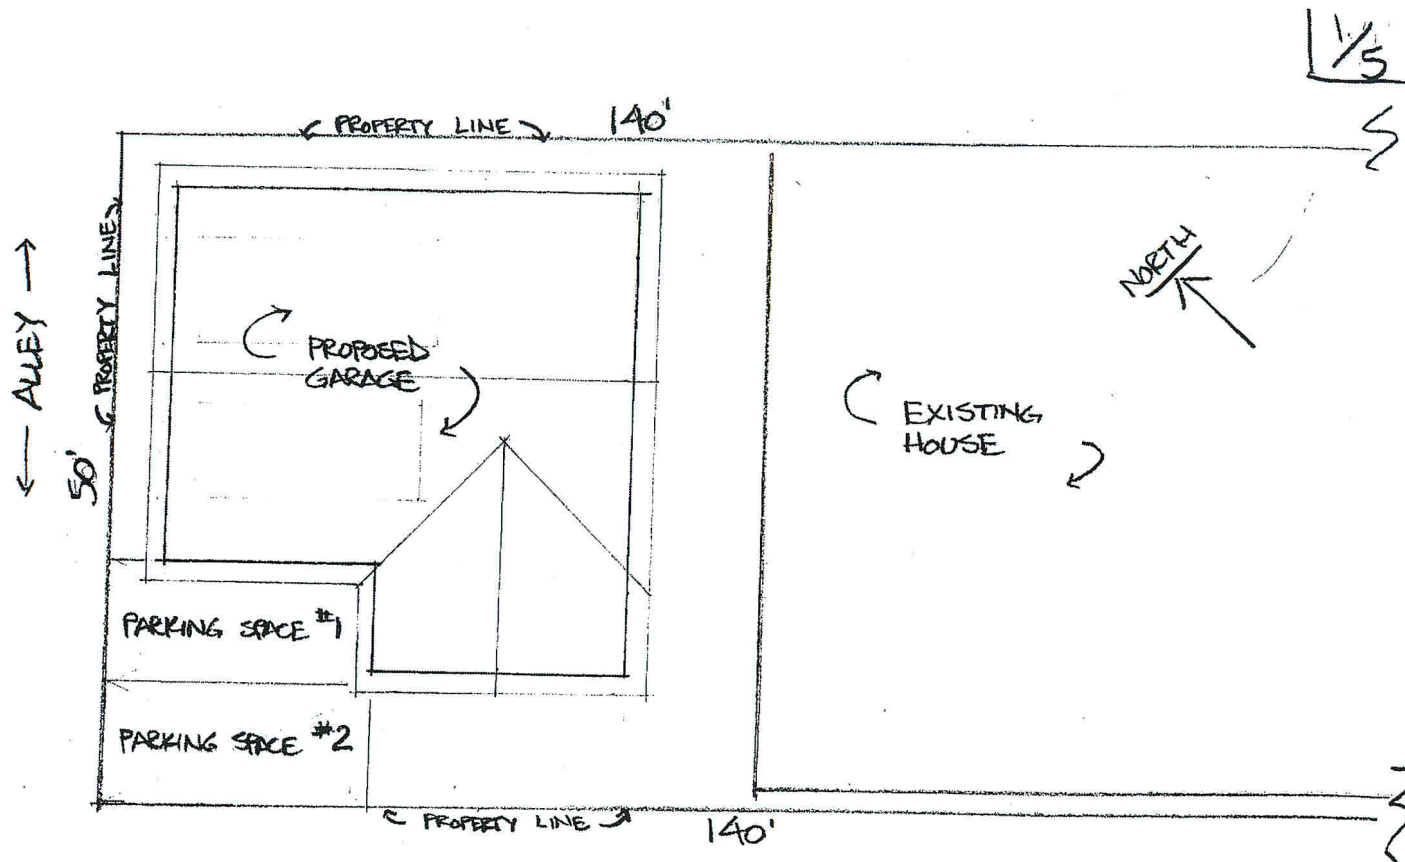 1/5
PROPERTY LINE
140'
PROPERTY LINE
ALLEY
50'
NORTH
PROPOSED
GARAGE
EXISTING
HOUSE
PARKING SPACE #1
PARKING SPACE #2
PROPERTY LINE
140'